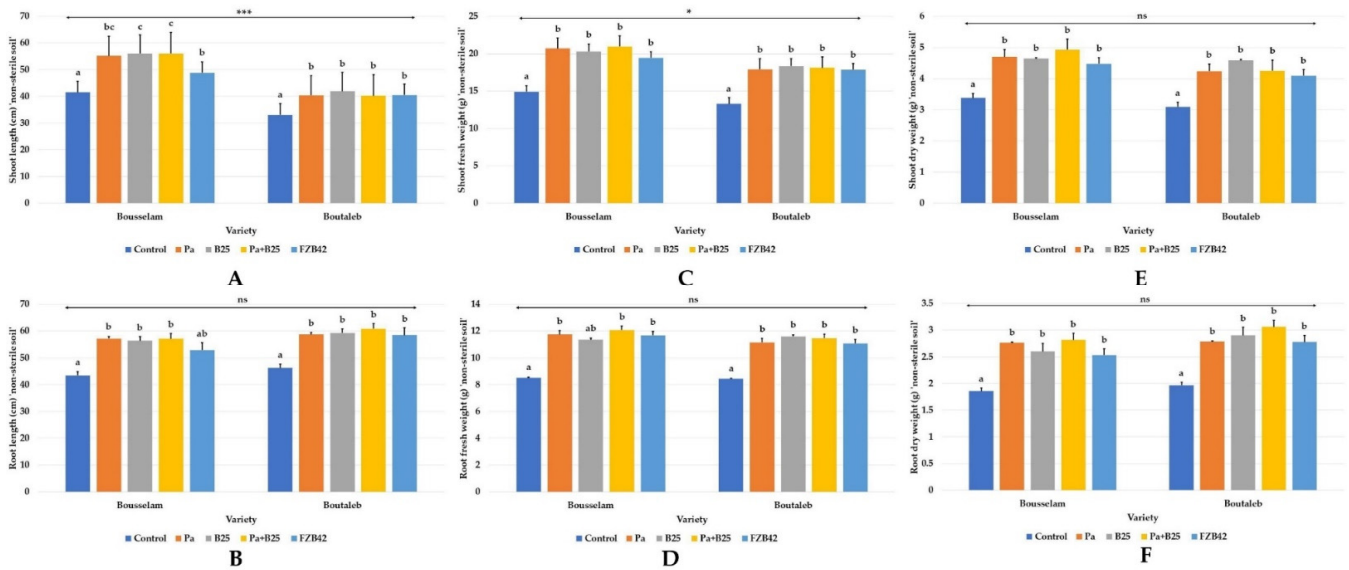 Shoot length (cm) 'non-sterile soil'
70
60
50
40
30
20
10
0
***
a bc c c b
a b b b b
Bousselam Boutaleb
Variety
Control Pa B25 Pa+B25 FZB42
A
Shoot fresh weight (g) 'non-sterile soil'
25
20
15
10
5
0
*
a b b b b
a b b b b
Bousselam Boutaleb
Variety
Control Pa B25 Pa+B25 FZB42
C
Shoot dry weight (g) 'non-sterile soil'
6
5
4
3
2
1
0
ns
a b b b b
a b b b b
Bousselam Boutaleb
Variety
Control Pa B25 Pa+B25 FZB42
E
Root length (cm) 'non-sterile soil'
70
60
50
40
30
20
10
0
ns
a b b b ab
a b b b b
Bousselam Boutaleb
Variety
Control Pa B25 Pa+B25 FZB42
B
Root fresh weight (g) 'non-sterile soil'
14
12
10
8
6
4
2
0
ns
a b ab b b
a b b b b
Bousselam Boutaleb
Variety
Control Pa B25 Pa+B25 FZB42
D
Root dry weight (g) 'non-sterile soil'
3.5
3
2.5
2
1.5
1
0.5
0
ns
a b b b b
a b b b b
Bousselam Boutaleb
Variety
Control Pa B25 Pa+B25 FZB42
F